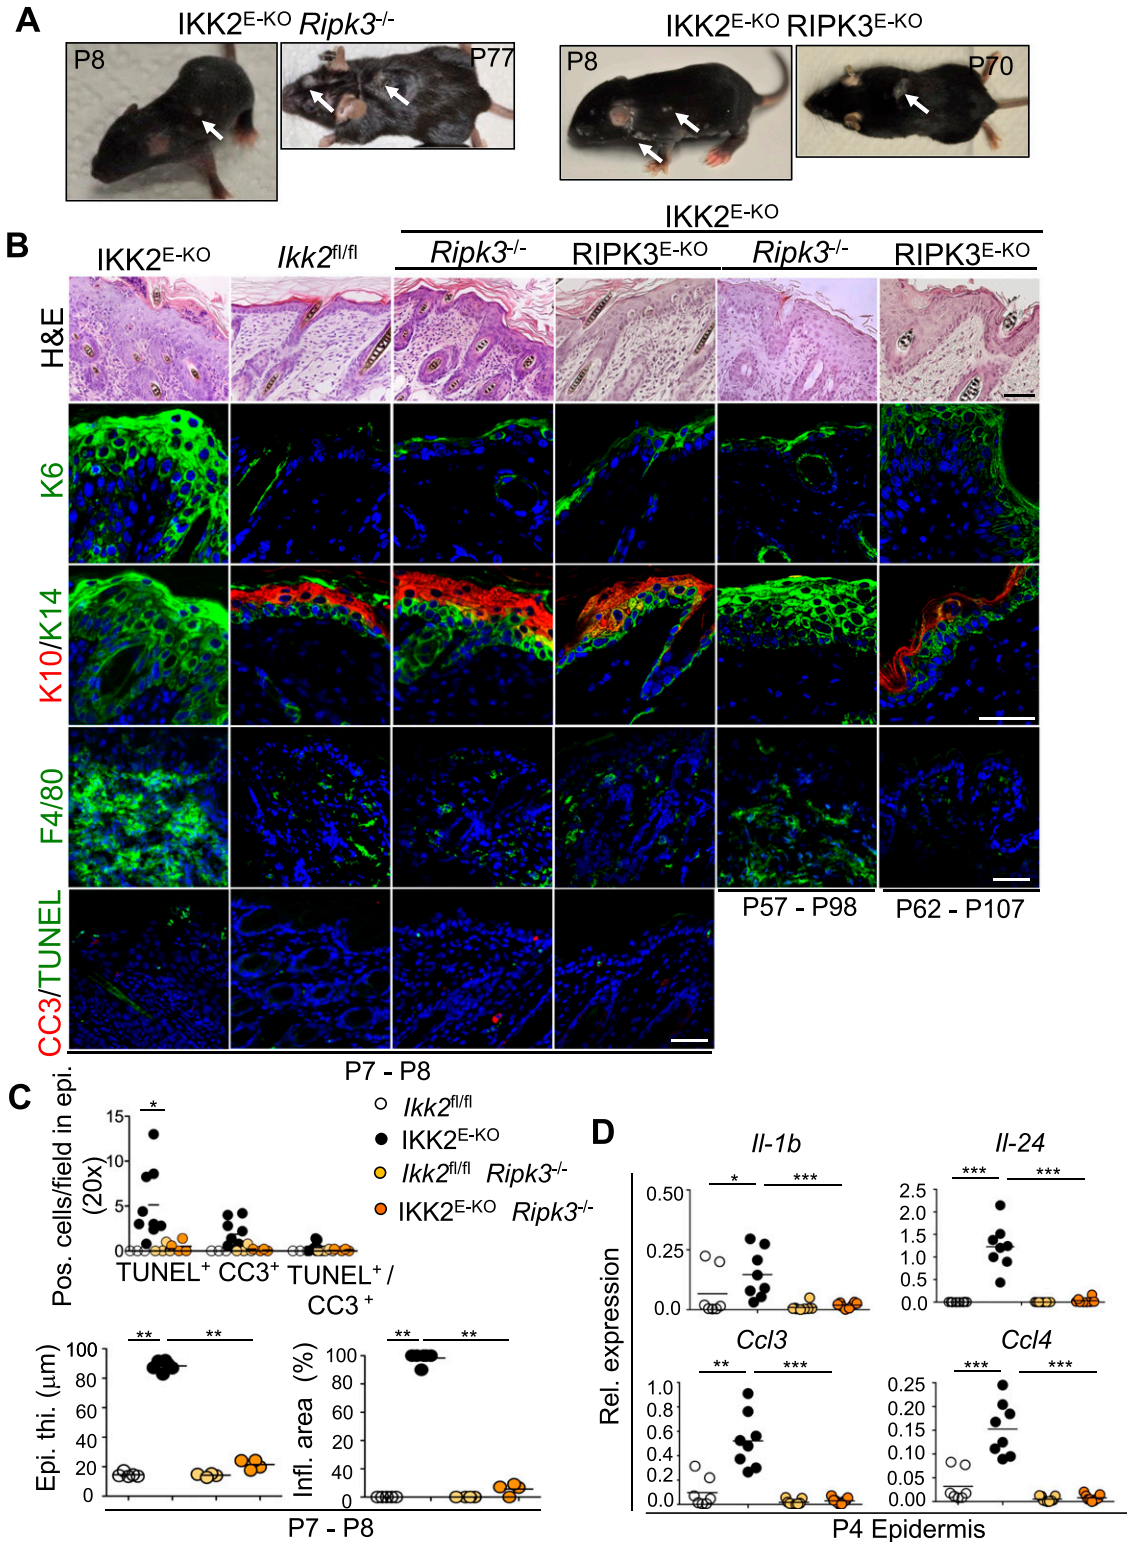 A
IKK2E-KO Ripk3-/-
IKK2E-KO RIPK3E-KO
P8
P77
P8
P70
B
IKK2E-KO
IKK2E-KO
Ikk2fl/fl
Ripk3-/-
RIPK3E-KO
Ripk3-/-
RIPK3E-KO
H&E
K6
K10/K14
F4/80
CC3/TUNEL
P57 - P98
P62 - P107
P7 - P8
C
Pos. cells/field in epi.
(20x)
15
10
5
0
*
TUNEL+
CC3+
TUNEL+/
CC3+
Ikk2fl/fl
IKK2E-KO
Ikk2fl/fl Ripk3-/-
IKK2E-KO Ripk3-/-
Epi. thi. (μm)
100
80
60
40
20
0
**
**
Infl. area (%)
100
80
60
20
40
0
**
**
P7 - P8
D
Rel. expression
Il-1b
0.50
0.25
0.0
*
***
Il-24
2.5
2.0
1.5
1.0
0.5
0.0
***
***
Ccl3
1.0
0.8
0.6
0.4
0.2
0.0
**
***
Ccl4
0.25
0.20
0.15
0.10
0.05
0.00
***
***
P4 Epidermis